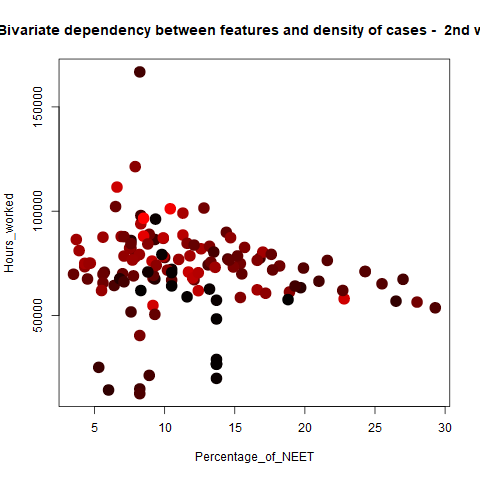 Bivariate dependency between features and density of cases - 2nd w
150000
100000
50000
Hours_worked
5 10 15 20 25 30
Percentage_of_NEET